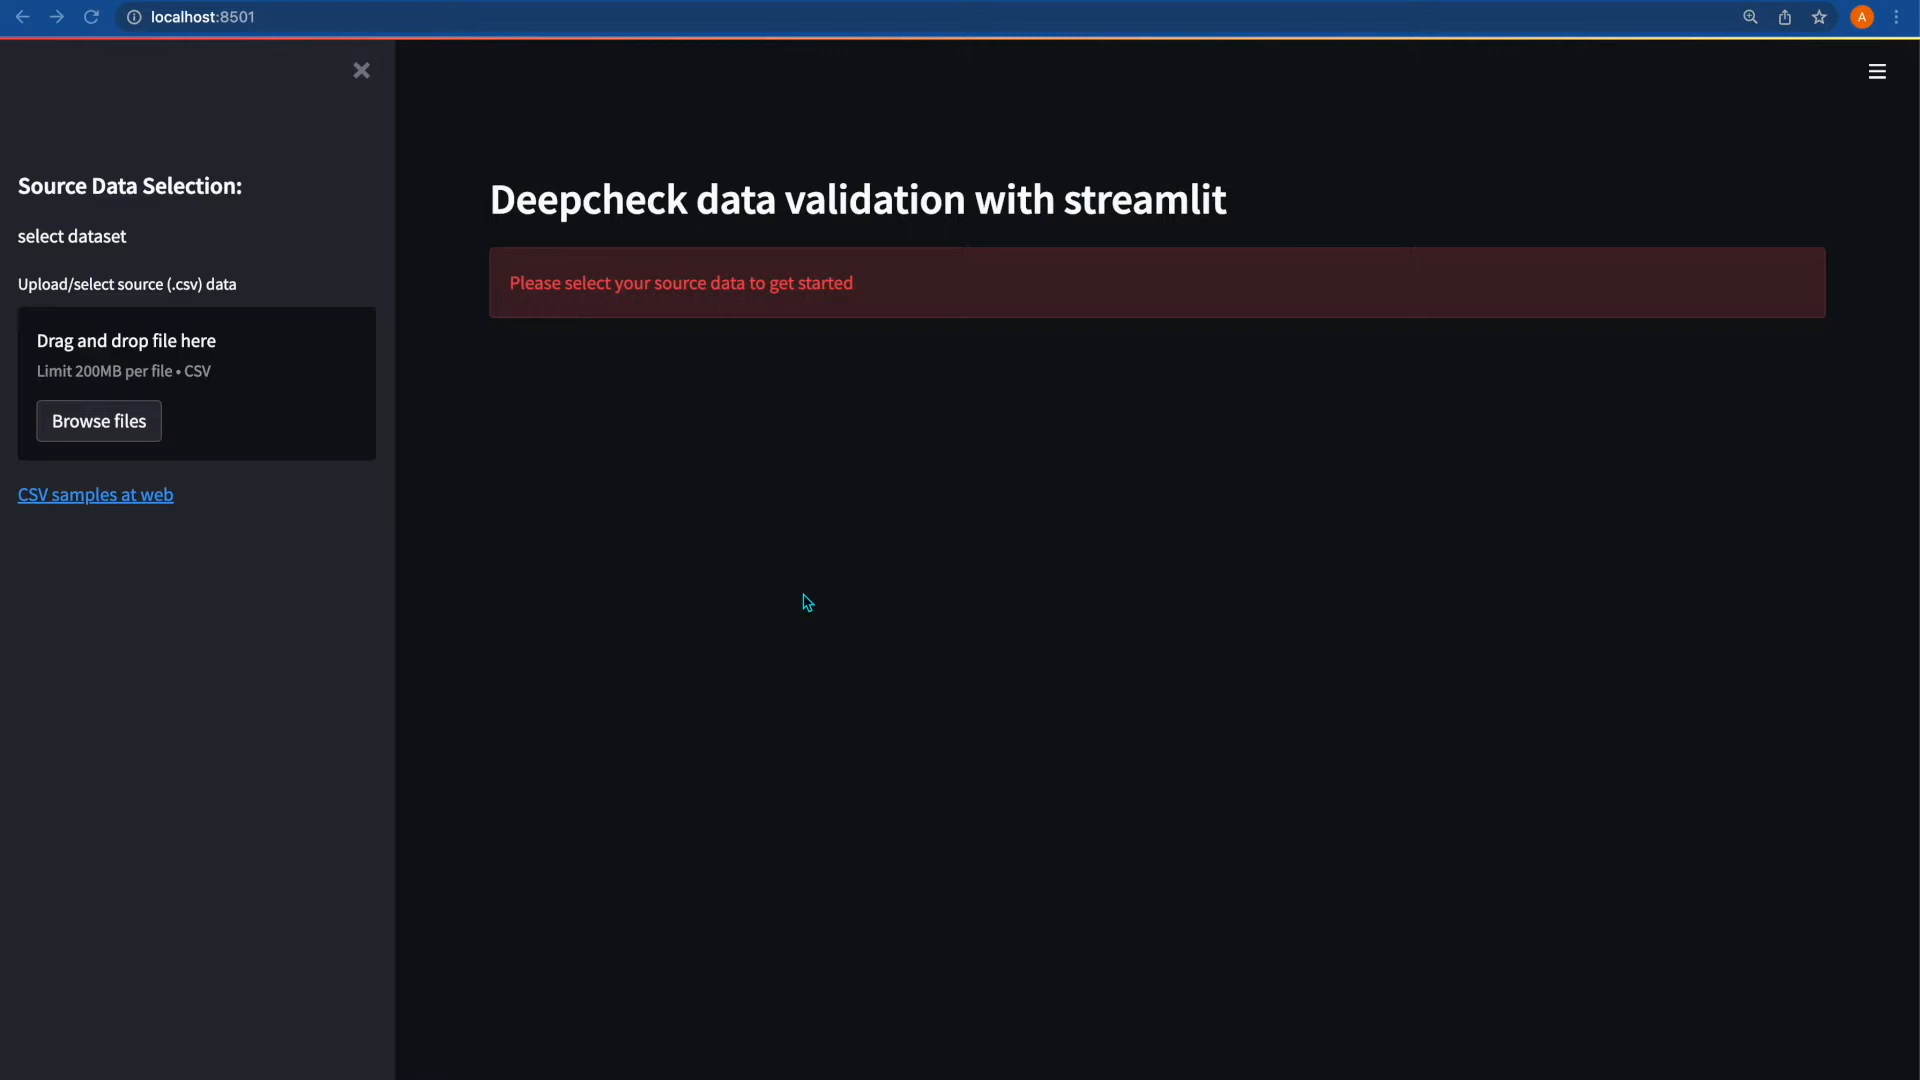 localhost:8501
A
Source Data Selection:
select dataset
Upload/select source (.csv) data
Drag and drop file here
Limit 200MB per file • CSV
Browse files
CSV samples at web
Deepcheck data validation with streamlit
Please select your source data to get started